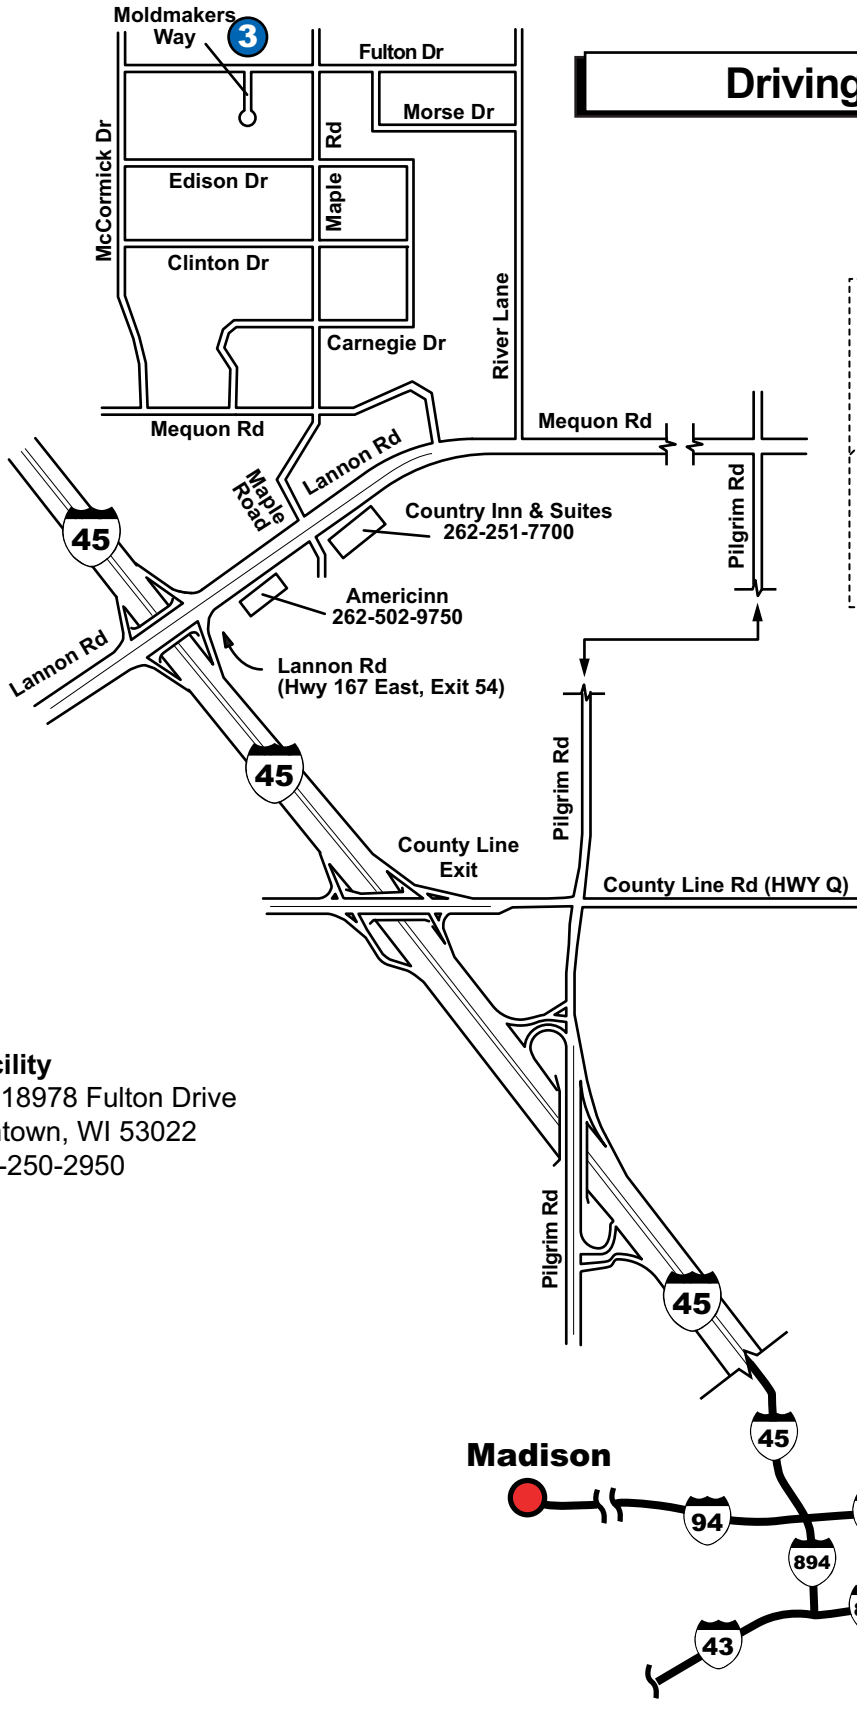 Moldmakers
Way
3
Fulton Dr
Driving
Morse Dr
McCormick Dr
Maple Rd
Edison Dr
Clinton Dr
River Lane
Carnegie Dr
Mequon Rd
Mequon Rd
Lannon Rd
Maple
Road
Pilgrim Rd
Country Inn & Suites
262-251-7700
45
Americinn
262-502-9750
Lannon Rd
Lannon Rd
(Hwy 167 East, Exit 54)
45
Pilgrim Rd
County Line
Exit
County Line Rd (HWY Q)
cility
18978 Fulton Drive
ntown, WI 53022
-250-2950
Pilgrim Rd
45
45
Madison
94
894
43